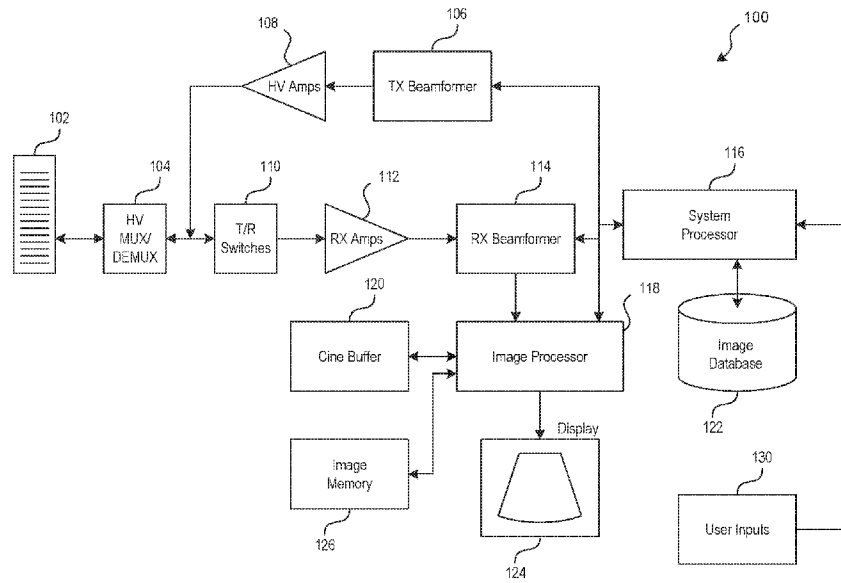 100
108
106
HV Amps
TX Beamformer
102
104
110
112
114
116
HV
MUX/
DEMUX
T/R
Switches
RX Amps
RX Beamformer
System
Processor
120
118
Cine Buffer
Image Processor
Image
Database
122
Display
Image
Memory
126
124
130
User Inputs